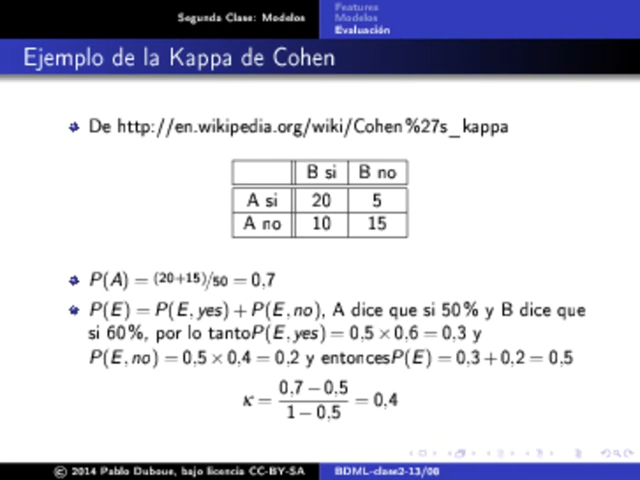 Segunda Clase: Modelos
Features
Modelos
Evaluación
Ejemplo de la Kappa de Cohen
De http://en.wikipedia.org/wiki/Cohen%27s_kappa
B si B no
A si 20 5
A no 10 15
P(A) = (20+15)/50 = 0,7
P(E) = P(E, yes) + P(E, no), A dice que si 50% y B dice que
si 60%, por lo tantoP(E, yes) = 0,5 × 0,6 = 0,3 y
P(E, no) = 0,5 × 0,4 = 0,2 y entoncesP(E) = 0,3 + 0,2 = 0,5
κ = (0,7 − 0,5)/(1 − 0,5) = 0,4
© 2014 Pablo Duboue, bajo licencia CC-BY-SA
BDML-clase2-13/08